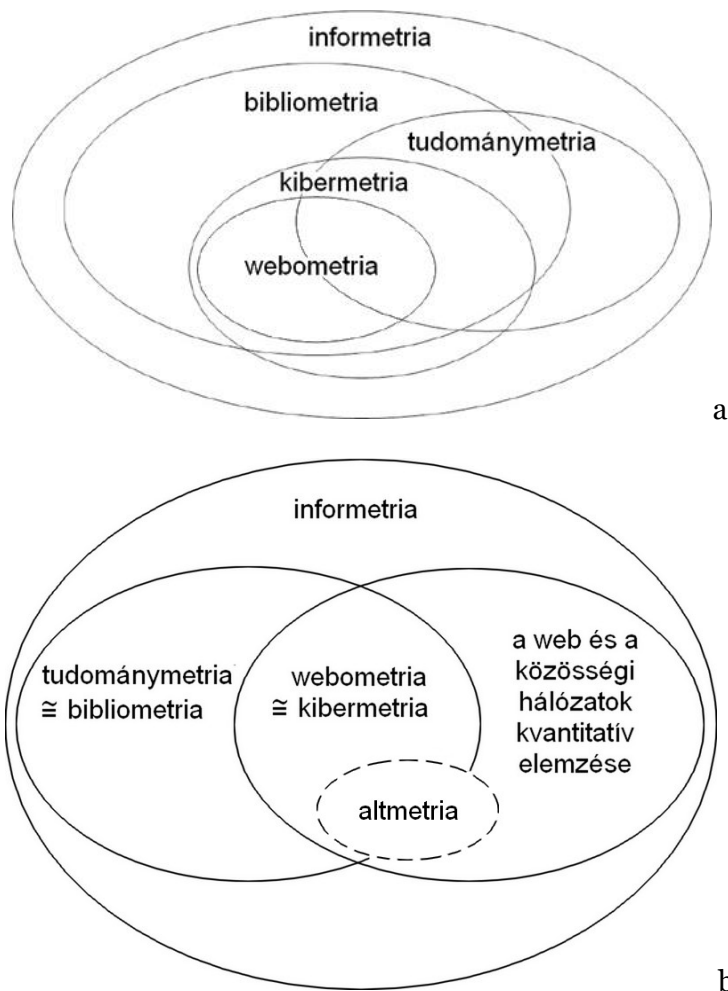 informetria
bibliometria
tudománymetria
kibermetria
webometria
a
informetria
tudománymetria
≅ bibliometria
webometria
≅ kibermetria
a web és a
közösségi
hálózatok
kvantitatív
elemzése
altmetria
b